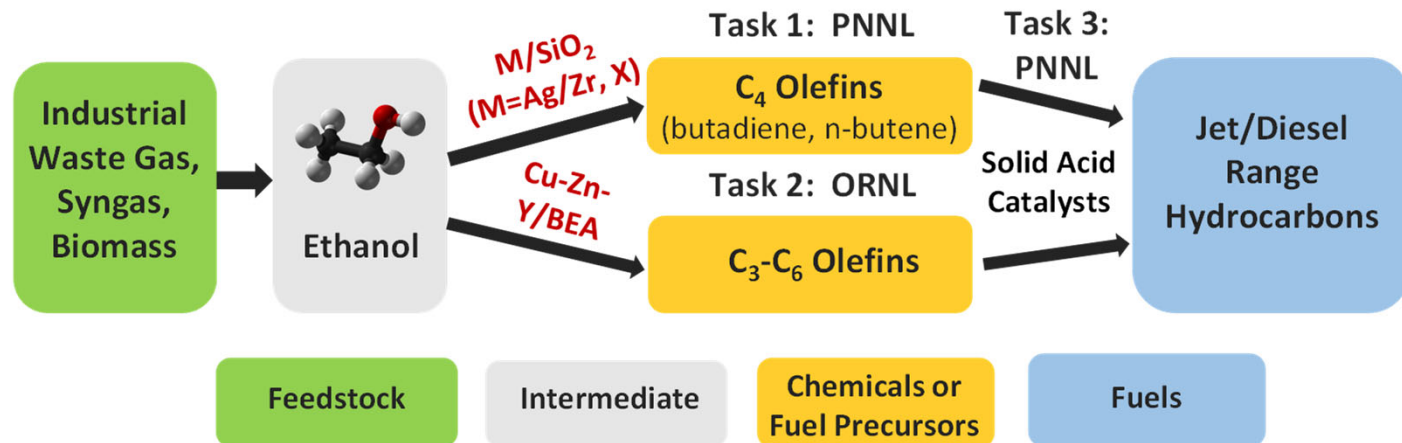 Industrial
Waste Gas,
Syngas,
Biomass
Ethanol
M/SiO₂
(M=Ag/Zr, X)
Cu-Zn-
Y/BEA
Task 1: PNNL
C₄ Olefins
(butadiene, n-butene)
Task 2: ORNL
C₃-C₆ Olefins
Task 3:
PNNL
Solid Acid
Catalysts
Jet/Diesel
Range
Hydrocarbons
Feedstock
Intermediate
Chemicals or
Fuel Precursors
Fuels